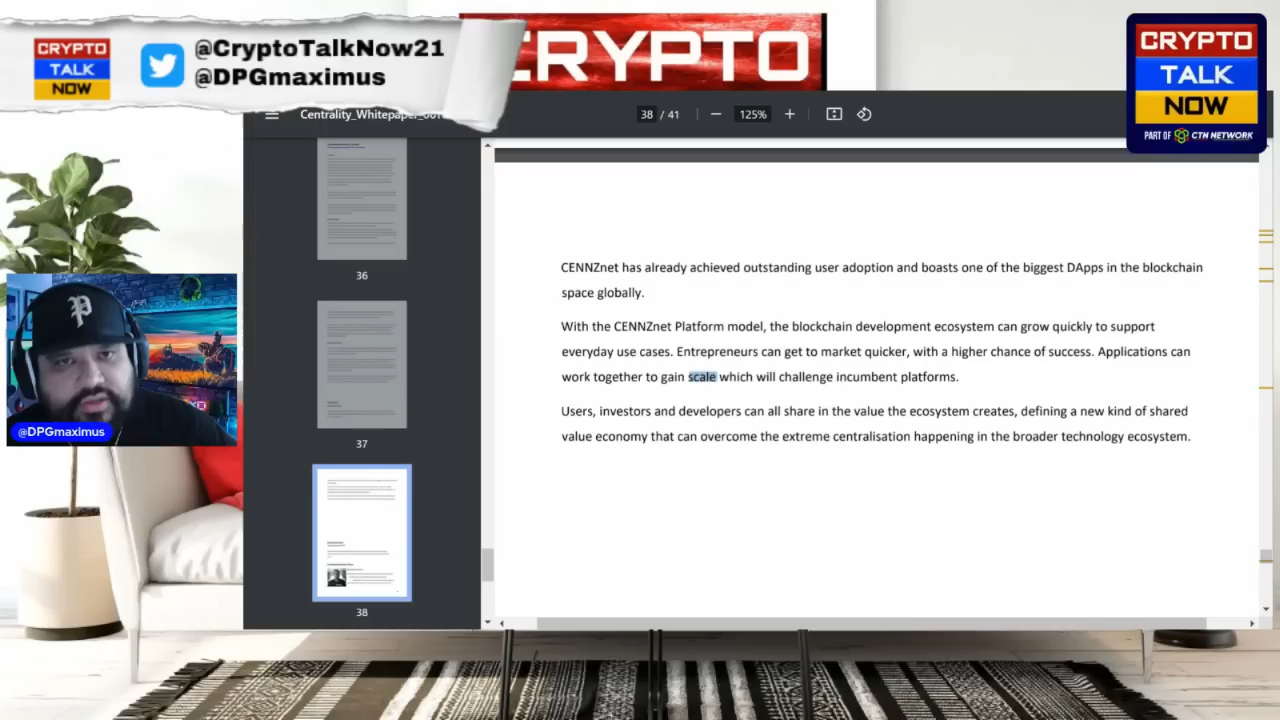 CRYPTO
TALK
NOW
@CryptoTalkNow21
@DPGmaximus
CRYPTO
CRYPTO
TALK
NOW
PART OF CTN NETWORK
38 / 41
125%
36
37
38
CENNZnet has already achieved outstanding user adoption and boasts one of the biggest DApps in the blockchain
space globally.
With the CENNZnet Platform model, the blockchain development ecosystem can grow quickly to support
everyday use cases. Entrepreneurs can get to market quicker, with a higher chance of success. Applications can
work together to gain scale which will challenge incumbent platforms.
Users, investors and developers can all share in the value the ecosystem creates, defining a new kind of shared
value economy that can overcome the extreme centralisation happening in the broader technology ecosystem.
P
@DPGmaximus